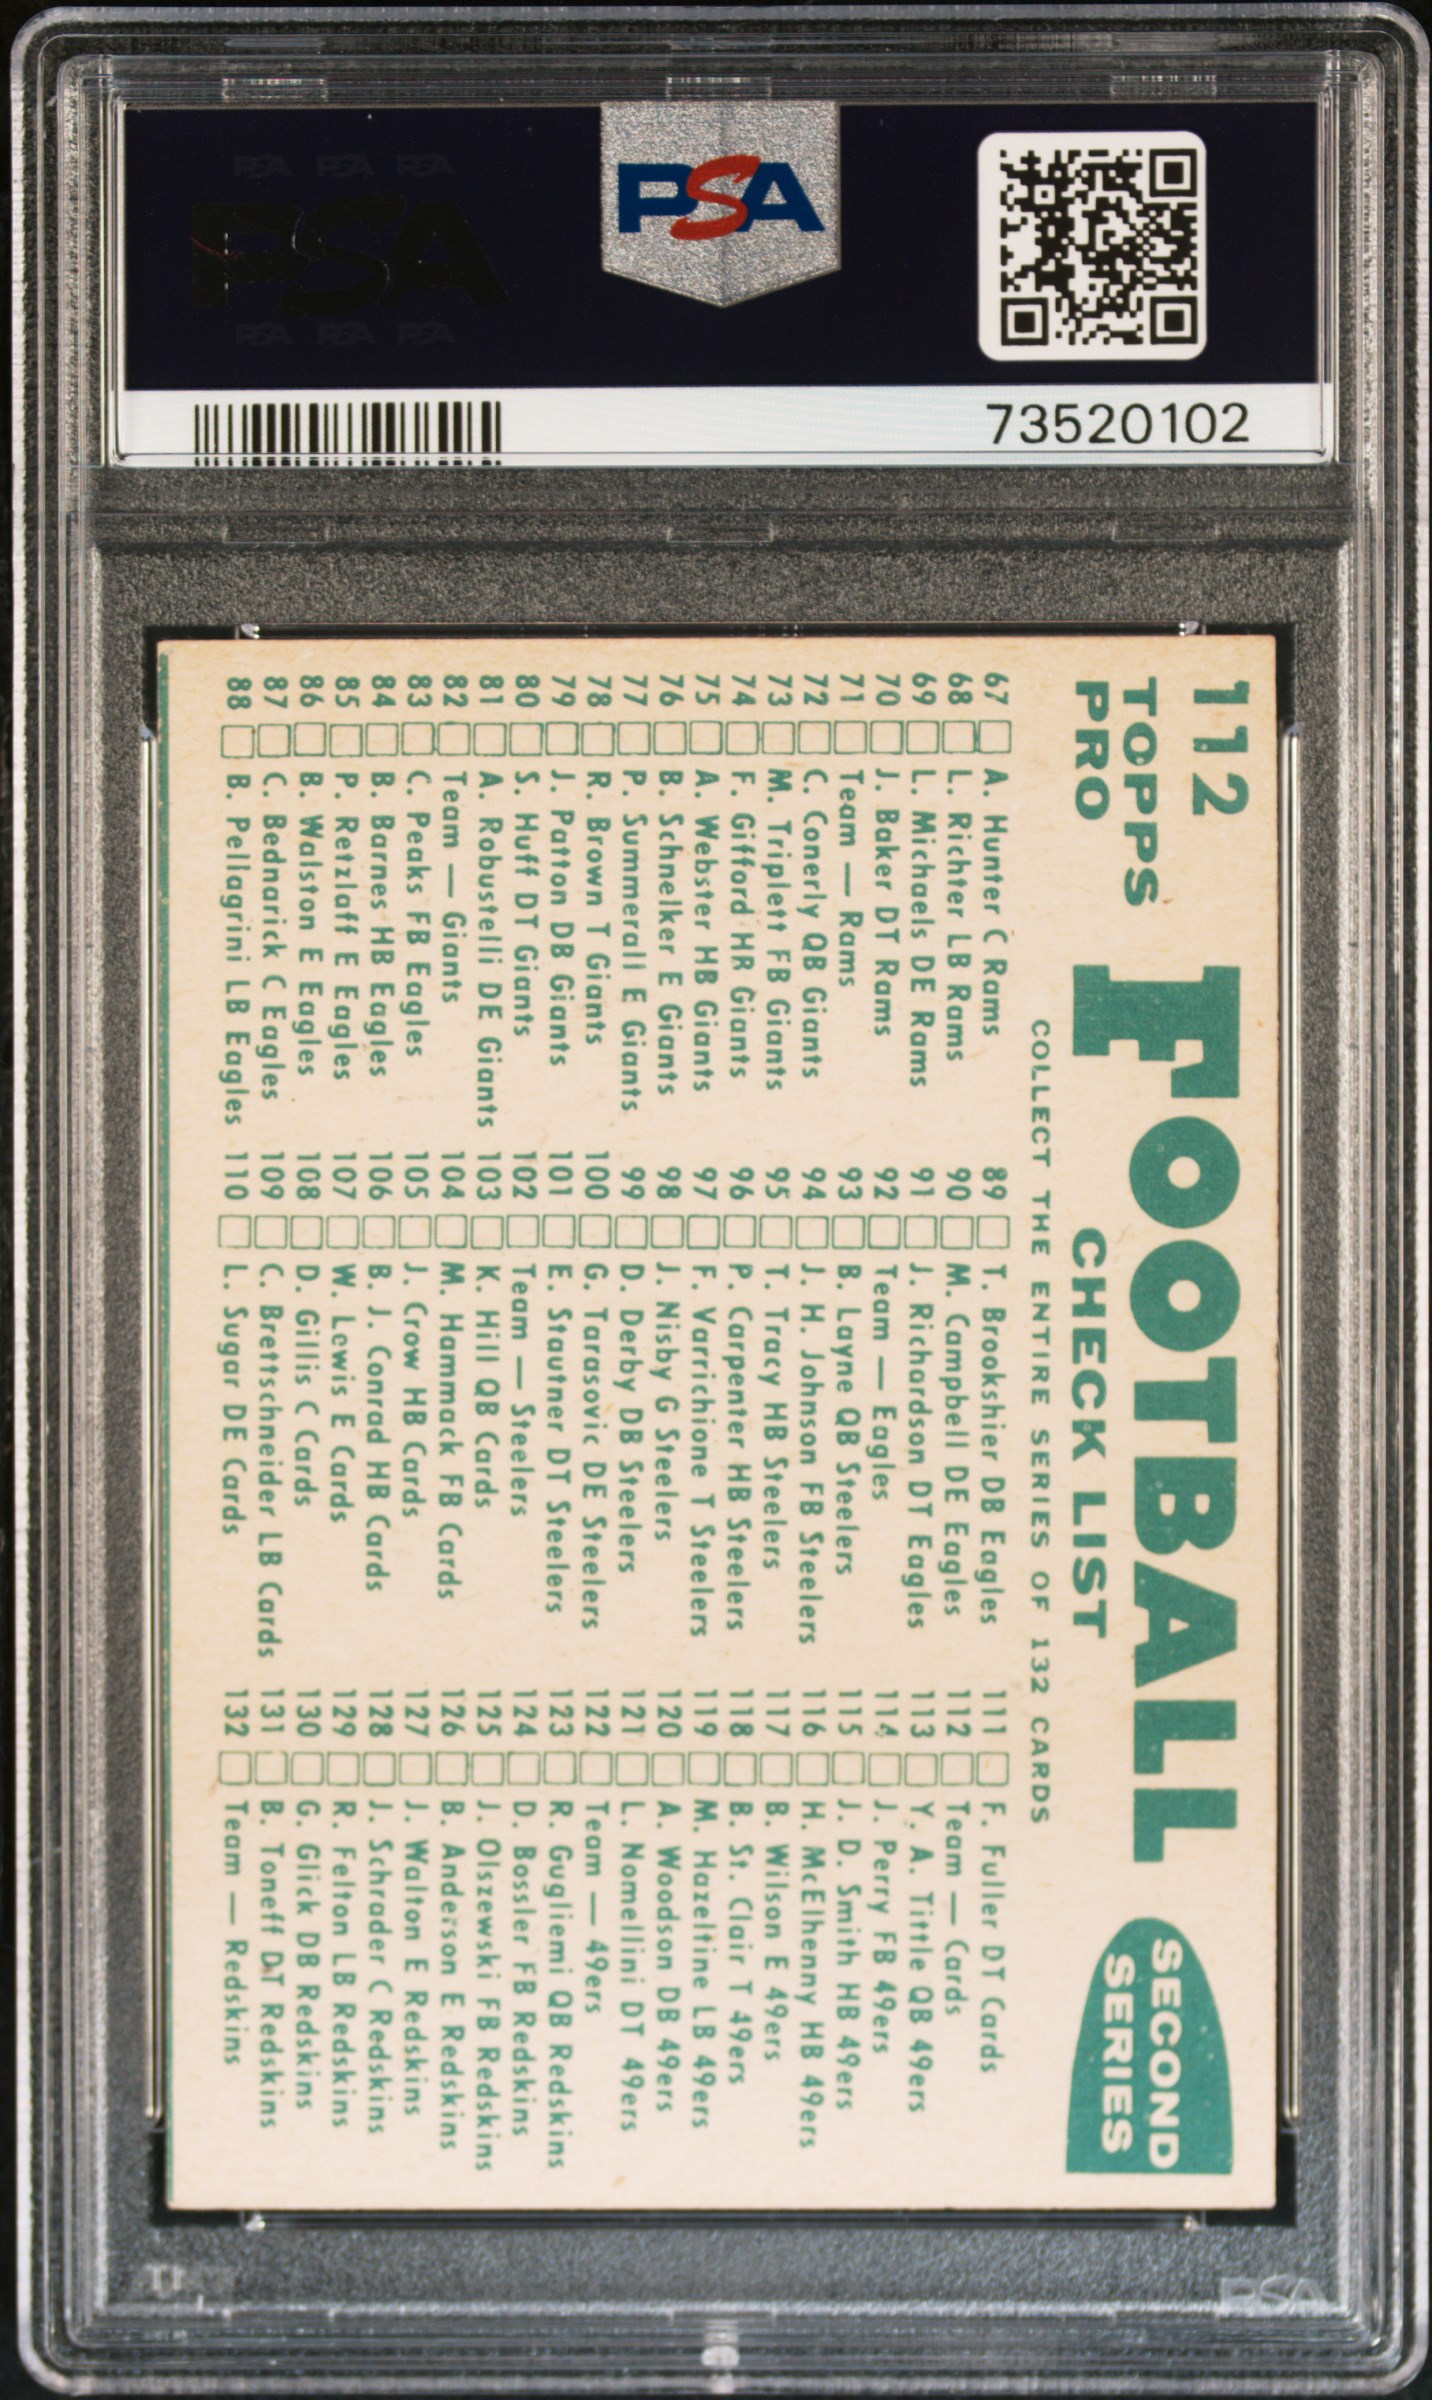 PSA PSA PSA
PSA
PSA PSA PSA
PSA
73520102
112
TOPPS
PRO
FOOTBALL
CHECK LIST
SECOND
SERIES
COLLECT THE ENTIRE SERIES OF 132 CARDS
67 A. Hunter C Rams
68 L. Richter LB Rams
69 L. Michaels DE Rams
70 J. Baker DT Rams
71 Team — Rams
72 C. Conerly QB Giants
73 M. Triplett FB Giants
74 F. Gifford HB Giants
75 A. Webster HB Giants
76 B. Schnelker E Giants
77 P. Summerall E Giants
78 R. Brown T Giants
79 J. Patton DB Giants
80 S. Huff DT Giants
81 A. Robustelli DE Giants
82 Team — Giants
83 C. Peaks FB Eagles
84 B. Barnes HB Eagles
85 P. Retzlaff E Eagles
86 B. Walston E Eagles
87 C. Bednarick C Eagles
88 B. Pellagrini LB Eagles
89 T. Brookshier DB Eagles
90 M. Campbell DE Eagles
91 J. Richardson DT Eagles
92 Team — Eagles
93 B. Layne QB Steelers
94 J. H. Johnson FB Steelers
95 T. Tracy HB Steelers
96 P. Carpenter HB Steelers
97 F. Varrichione T Steelers
98 J. Nisby G Steelers
99 D. Derby DB Steelers
100 G. Tarasovic DE Steelers
101 E. Stautner DT Steelers
102 Team — Steelers
103 K. Hill QB Cards
104 M. Hammack FB Cards
105 J. Crow HB Cards
106 B. J. Conrad HB Cards
107 W. Lewis E Cards
108 D. Gillis C Cards
109 C. Brettschneider LB Cards
110 L. Sugar DE Cards
111 F. Fuller DT Cards
112 Team — Cards
113 Y. A. Tittle QB 49ers
114 J. Perry FB 49ers
115 J. D. Smith HB 49ers
116 H. McElhenny HB 49ers
117 B. Wilson E 49ers
118 B. St. Clair T 49ers
119 M. Hazeltine LB 49ers
120 A. Woodson DB 49ers
121 L. Nomellini DT 49ers
122 Team — 49ers
123 R. Gugliemi QB Redskins
124 D. Bossler FB Redskins
125 J. Olszewski FB Redskins
126 B. Anderson E Redskins
127 J. Walton E Redskins
128 J. Schrader C Redskins
129 R. Felton LB Redskins
130 G. Glick DB Redskins
131 B. Toneff DT Redskins
132 Team — Redskins
PSA